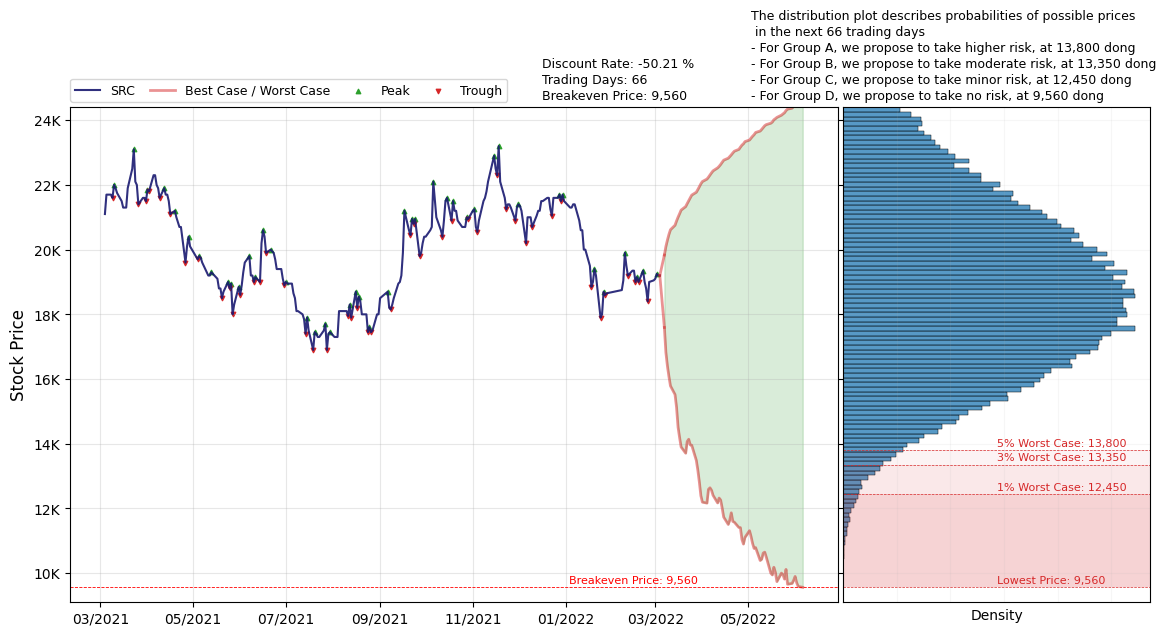 The distribution plot describes probabilities of possible prices
in the next 66 trading days
- For Group A, we propose to take higher risk, at 13,800 dong
- For Group B, we propose to take moderate risk, at 13,350 dong
- For Group C, we propose to take minor risk, at 12,450 dong
- For Group D, we propose to take no risk, at 9,560 dong
Discount Rate: -50.21 %
Trading Days: 66
Breakeven Price: 9,560
SRC
Best Case / Worst Case
Peak
Trough
Stock Price
24K
22K
20K
18K
16K
14K
12K
10K
Breakeven Price: 9,560
03/2021
05/2021
07/2021
09/2021
11/2021
01/2022
03/2022
05/2022
5% Worst Case: 13,800
3% Worst Case: 13,350
1% Worst Case: 12,450
Lowest Price: 9,560
Density